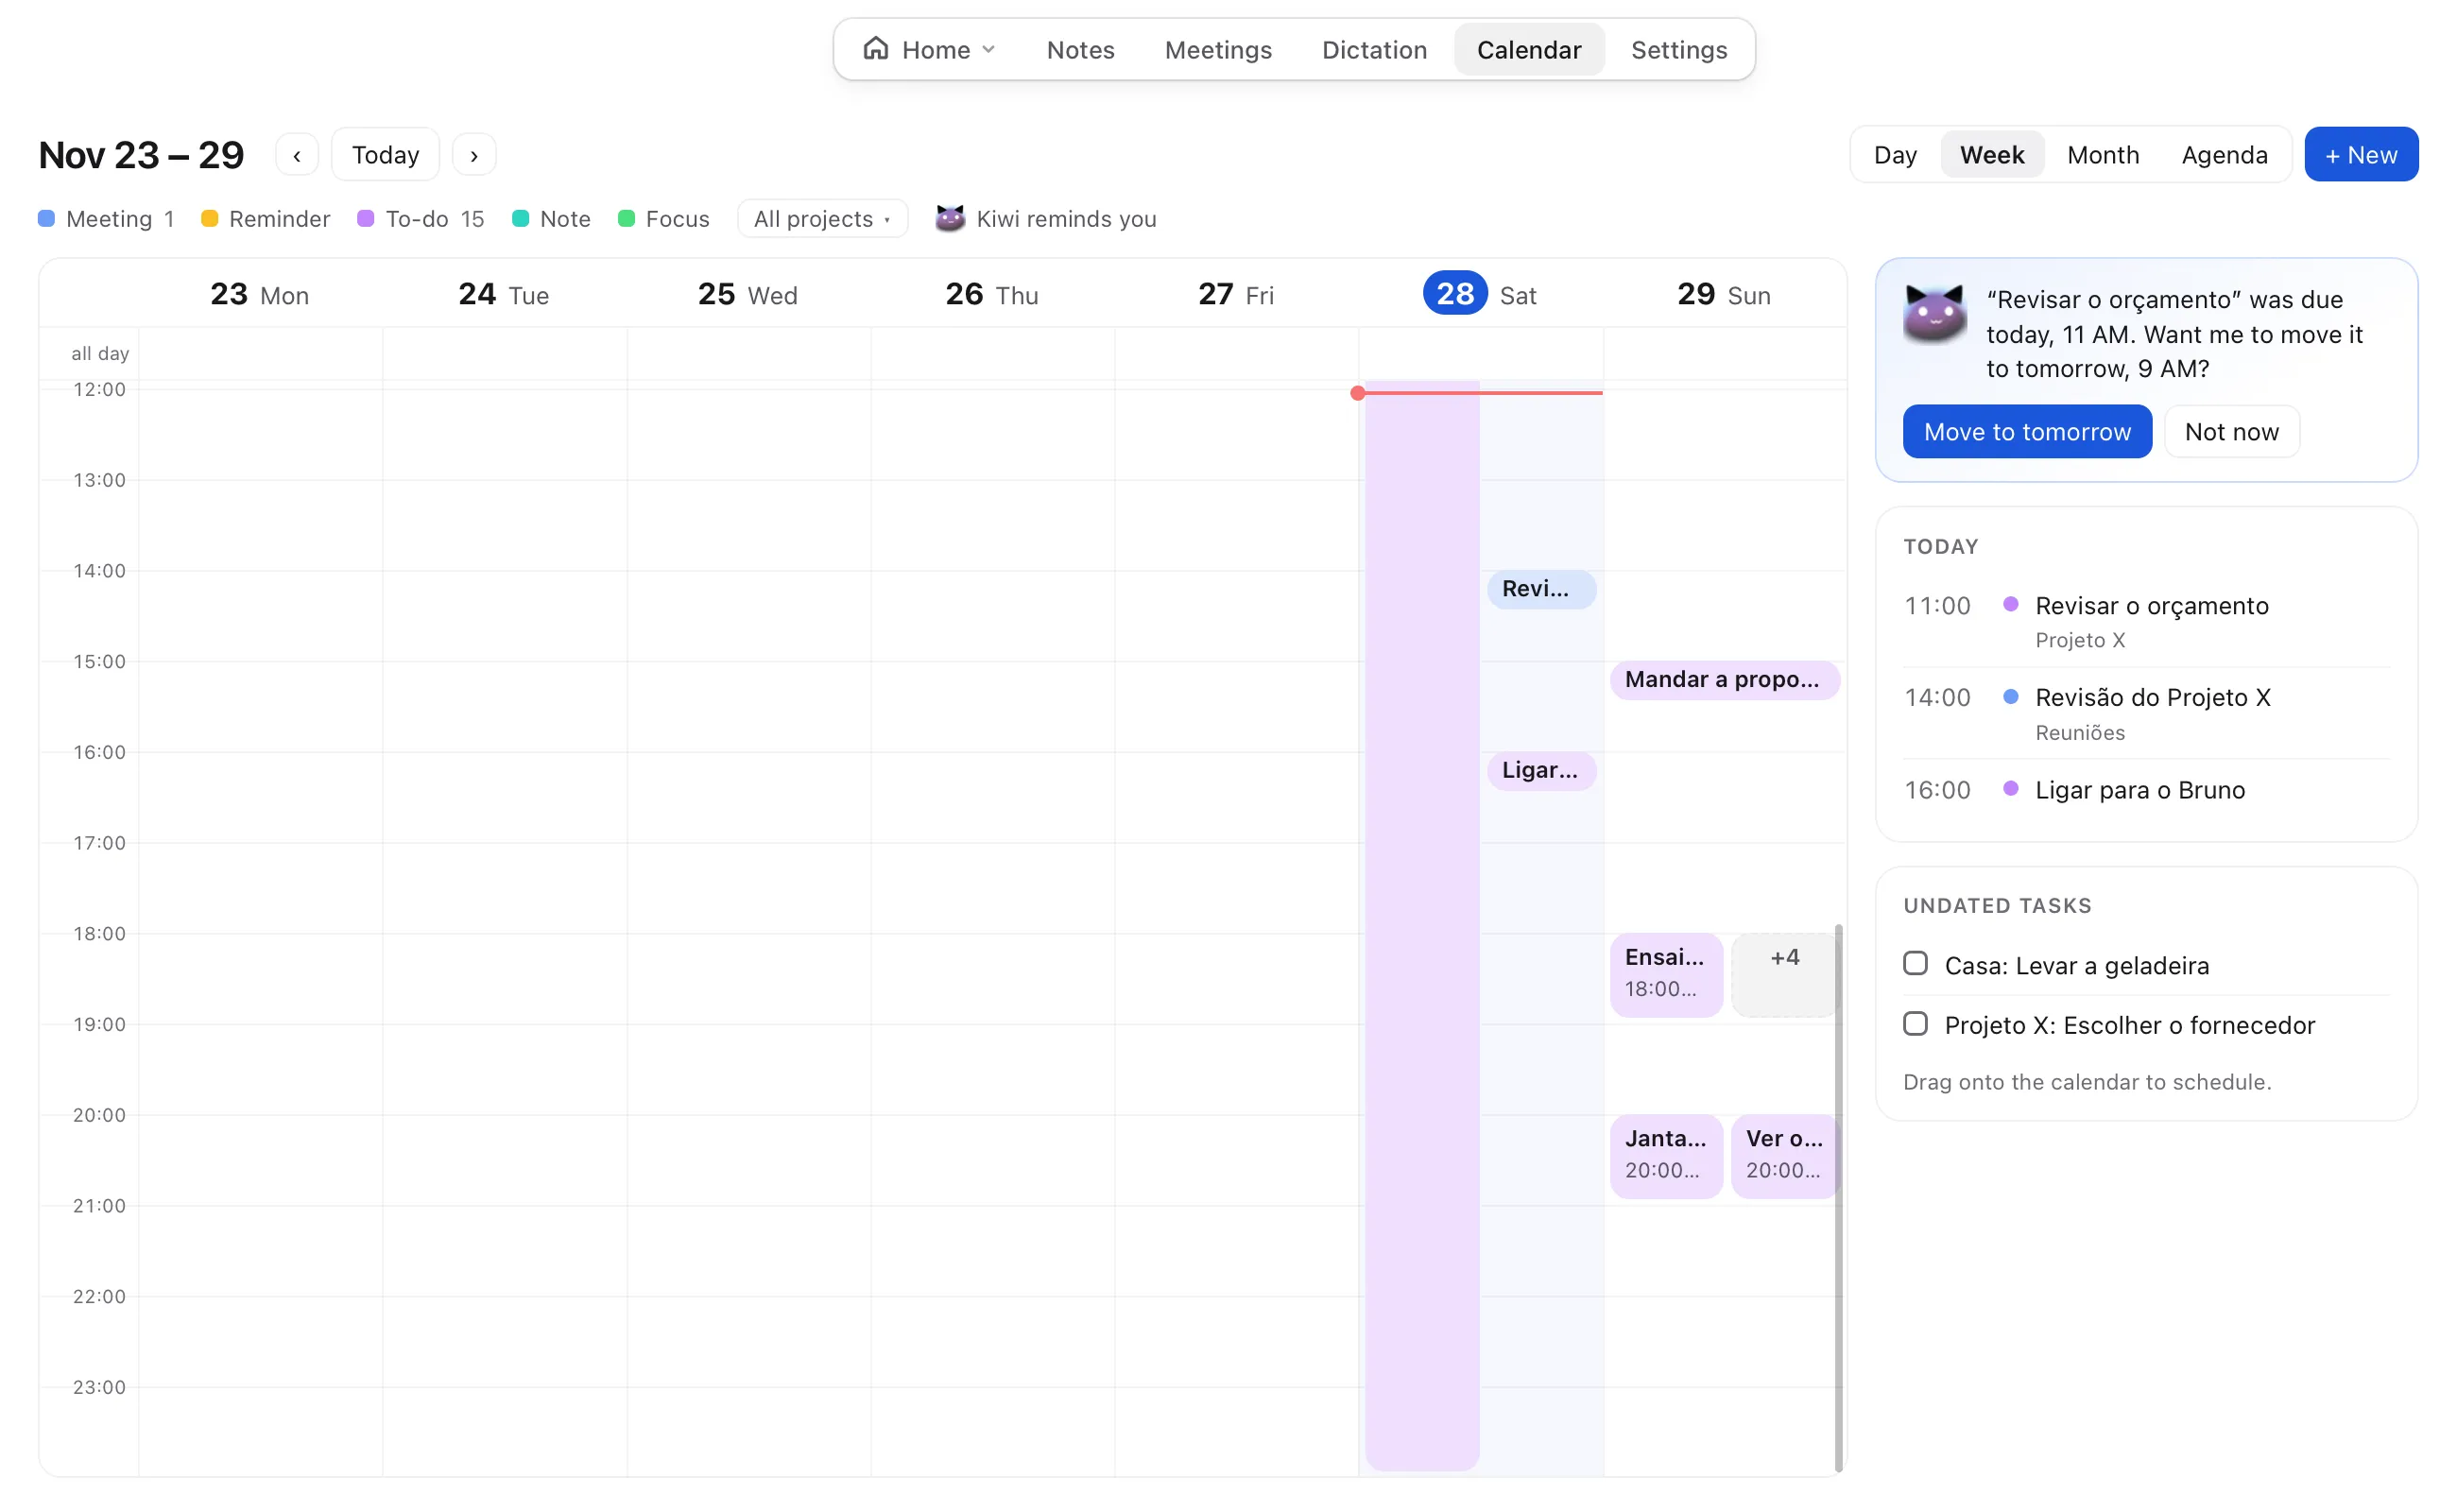 Home Notes Meetings Dictation Calendar Settings
Nov 23 – 29 ‹ Today › Day Week Month Agenda + New
Meeting 1 Reminder To-do 15 Note Focus All projects Kiwi reminds you
23 Mon 24 Tue 25 Wed 26 Thu 27 Fri 28 Sat 29 Sun
all day
12:00
13:00
14:00
Revi...
15:00
Mandar a propo...
16:00
Ligar...
17:00
18:00
Ensai... +4
18:00...
19:00
20:00
Janta... Ver o...
20:00... 20:00...
21:00
22:00
23:00
“Revisar o orçamento” was due
today, 11 AM. Want me to move it
to tomorrow, 9 AM?
Move to tomorrow Not now
TODAY
11:00 Revisar o orçamento
Projeto X
14:00 Revisão do Projeto X
Reuniões
16:00 Ligar para o Bruno
UNDATED TASKS
Casa: Levar a geladeira
Projeto X: Escolher o fornecedor
Drag onto the calendar to schedule.